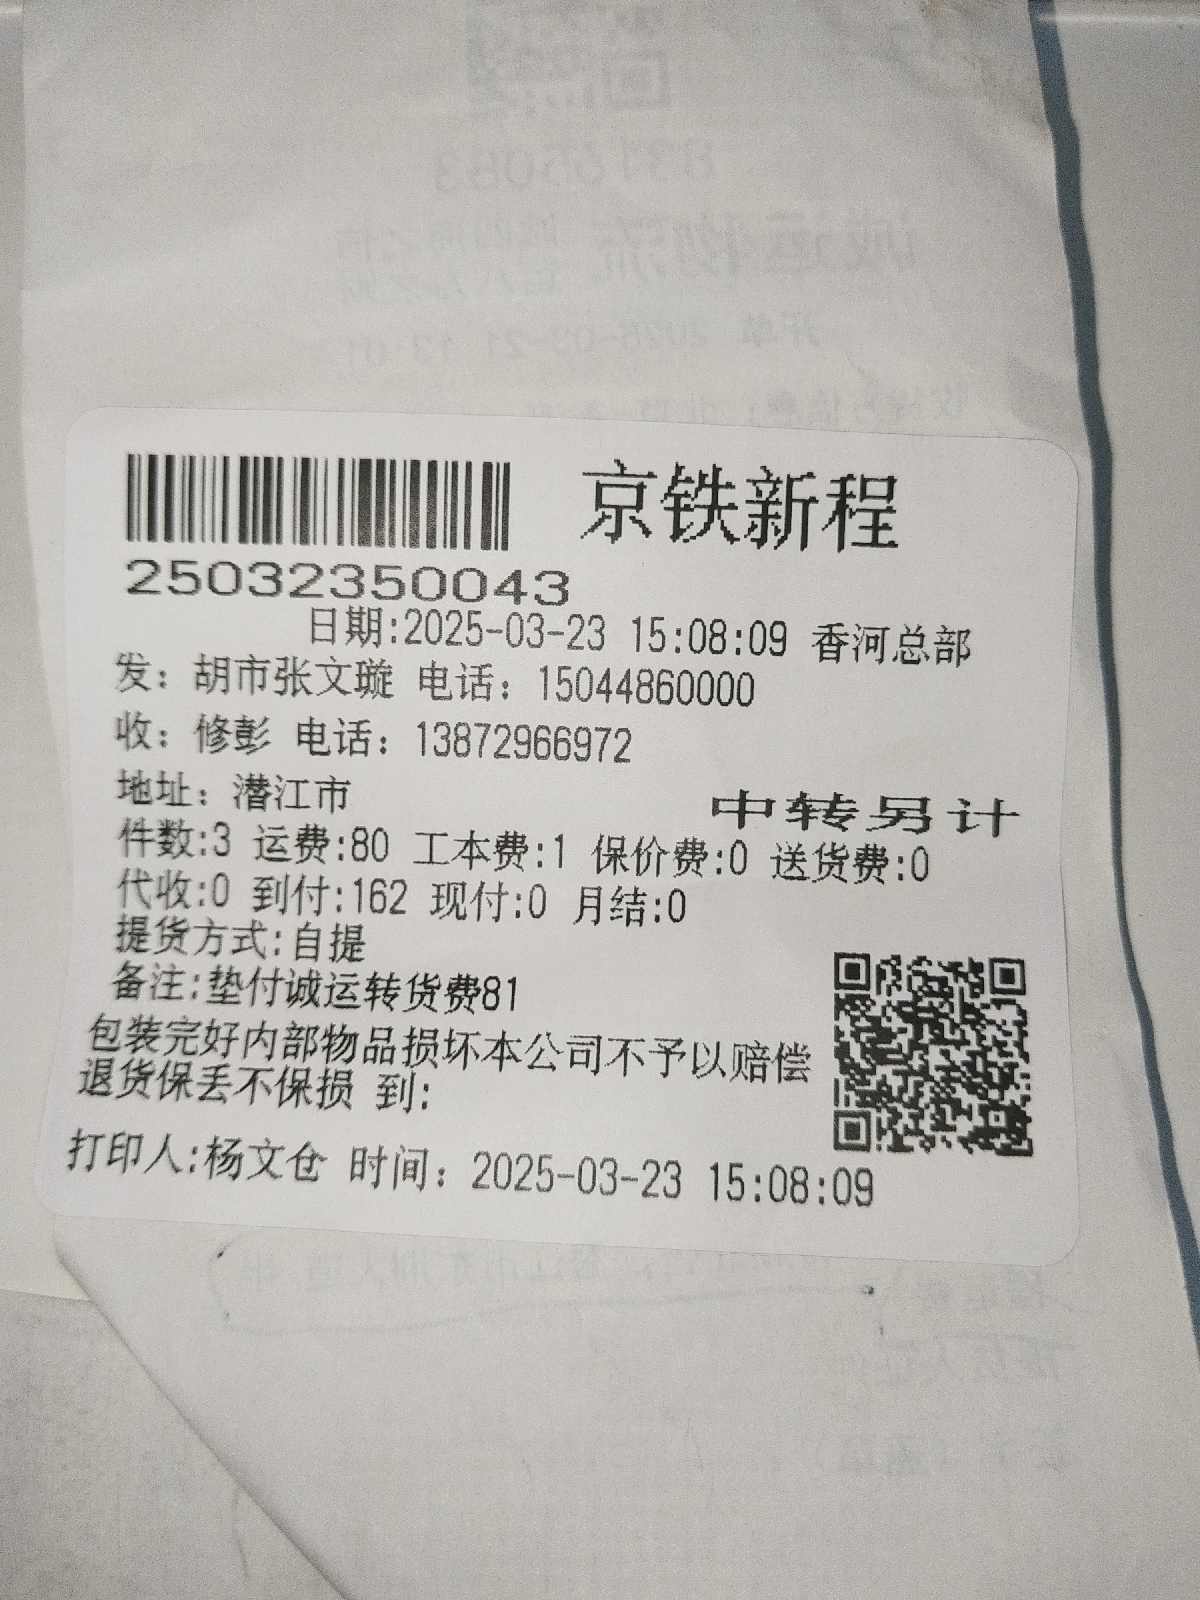 京铁新程
25032350043
日期:2025-03-23 15:08:09 香河总部
发：胡市张文璇 电话：15044860000
收：修彭 电话：13872966972
地址：潜江市
中转另计
件数:3 运费:80 工本费:1 保价费:0 送货费:0
代收:0 到付:162 现付:0 月结:0
提货方式:自提
备注:垫付诚运转货费81
包装完好内部物品损坏本公司不予以赔偿
退货保丢不保损 到:
打印人:杨文仓 时间：2025-03-23 15:08:09